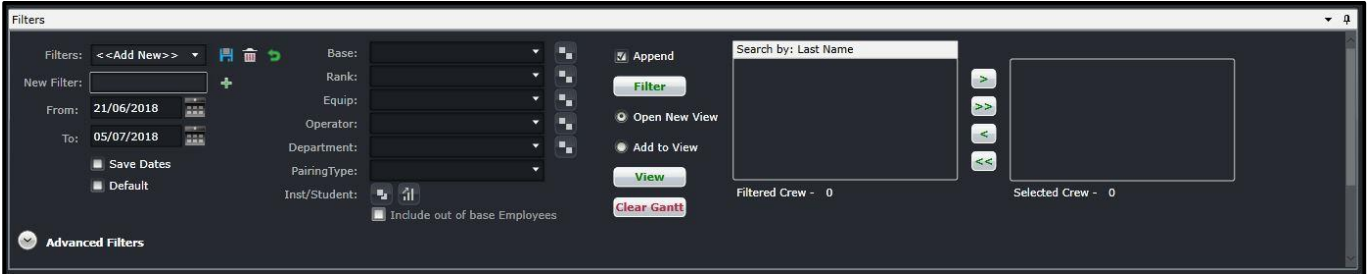 Filters
Filters: <<Add New>>
New Filter:
From: 21/06/2018
To: 05/07/2018
Save Dates
Default
Base:
Rank:
Equip:
Operator:
Department:
PairingType:
Inst/Student:
Include out of base Employees
Append
Filter
Open New View
Add to View
View
Clear Gantt
Search by: Last Name
Filtered Crew - 0
>
>>
<
<<
Selected Crew - 0
Advanced Filters